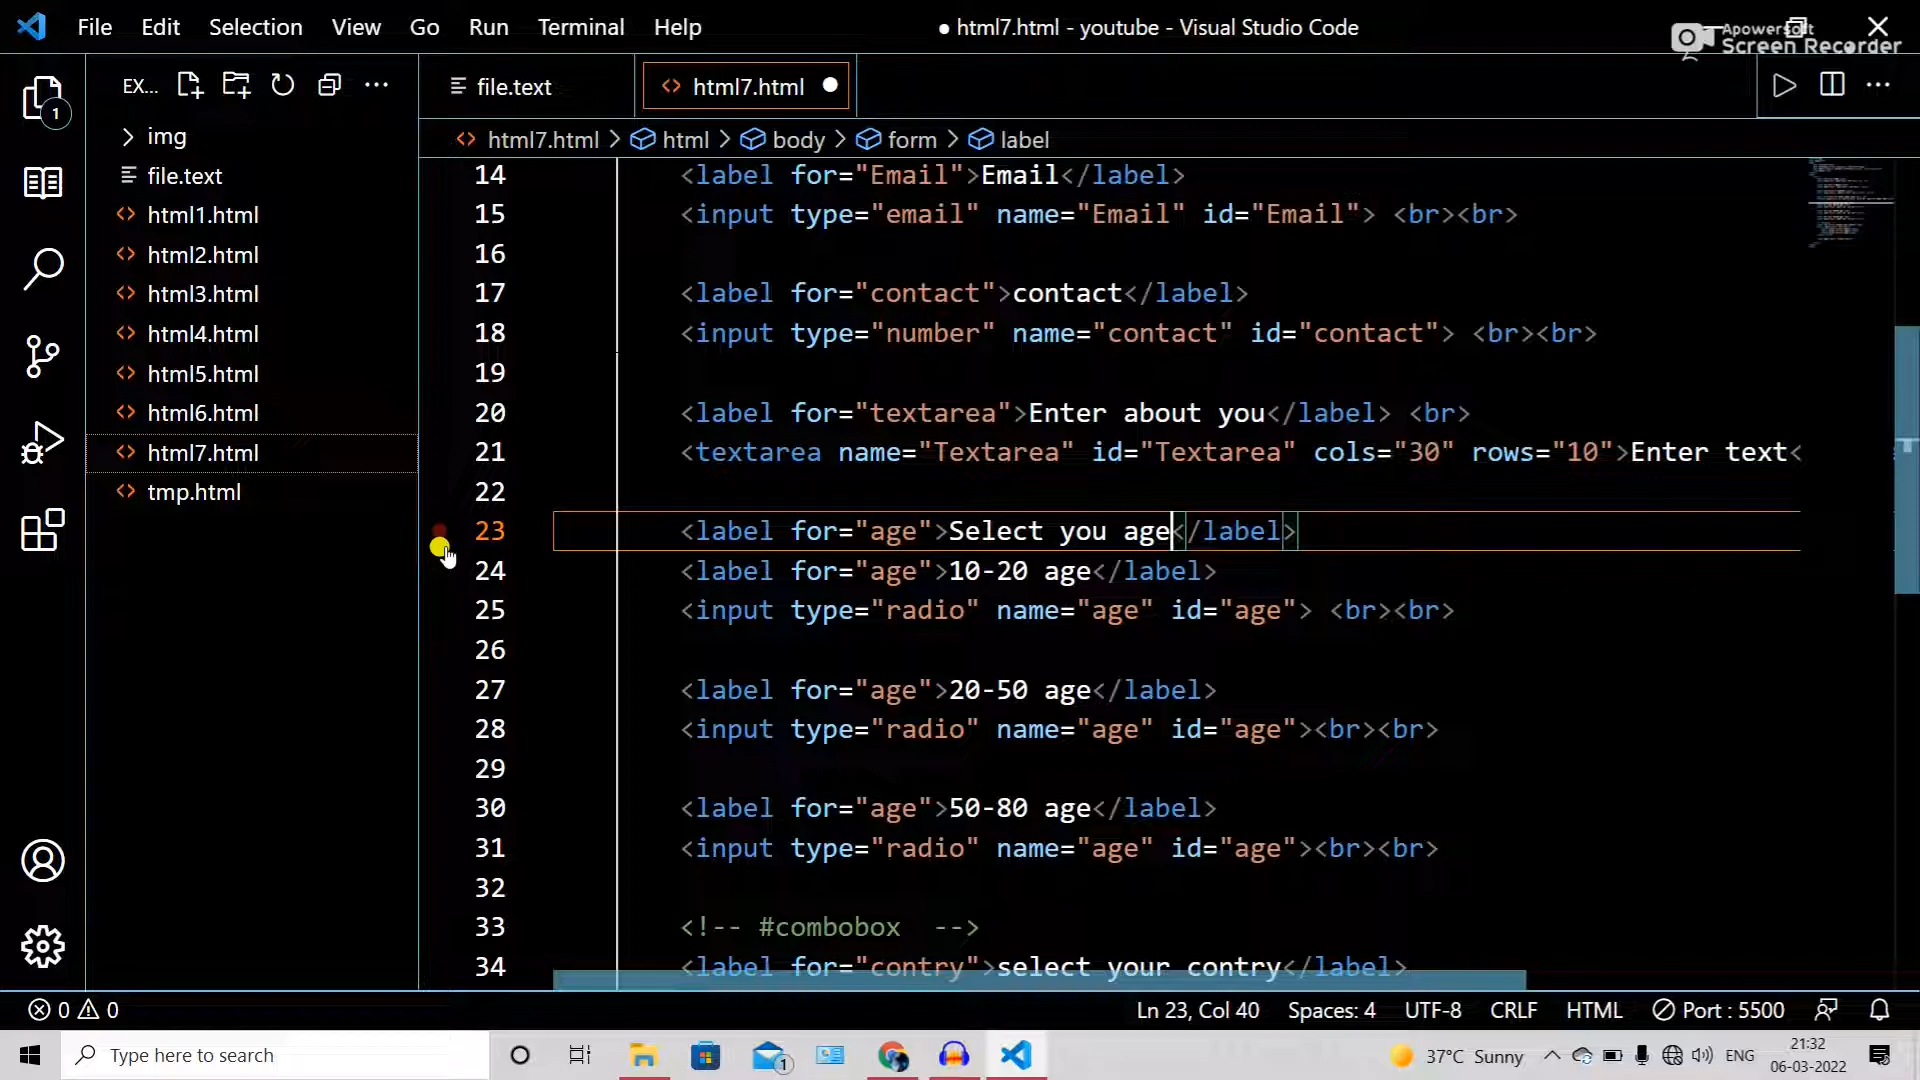 File Edit Selection View Go Run Terminal Help
● html7.html - youtube - Visual Studio Code
Apowersoft
Screen Recorder
EX...
file.text
html7.html
html7.html > html > body > form > label
1
img
file.text
html1.html
html2.html
html3.html
html4.html
html5.html
html6.html
html7.html
tmp.html
14 <label for="Email">Email</label>
15 <input type="email" name="Email" id="Email"> <br><br>
16
17 <label for="contact">contact</label>
18 <input type="number" name="contact" id="contact"> <br><br>
19
20 <label for="textarea">Enter about you</label> <br>
21 <textarea name="Textarea" id="Textarea" cols="30" rows="10">Enter text<
22
23 <label for="age">Select you age</label>
24 <label for="age">10-20 age</label>
25 <input type="radio" name="age" id="age"> <br><br>
26
27 <label for="age">20-50 age</label>
28 <input type="radio" name="age" id="age"><br><br>
29
30 <label for="age">50-80 age</label>
31 <input type="radio" name="age" id="age"><br><br>
32
33 <!-- #combobox  -->
34 <label for="contry">select your contry</label>
0 0
Ln 23, Col 40 Spaces: 4 UTF-8 CRLF HTML Port : 5500
Type here to search
1
37°C Sunny
ENG
21:32
06-03-2022